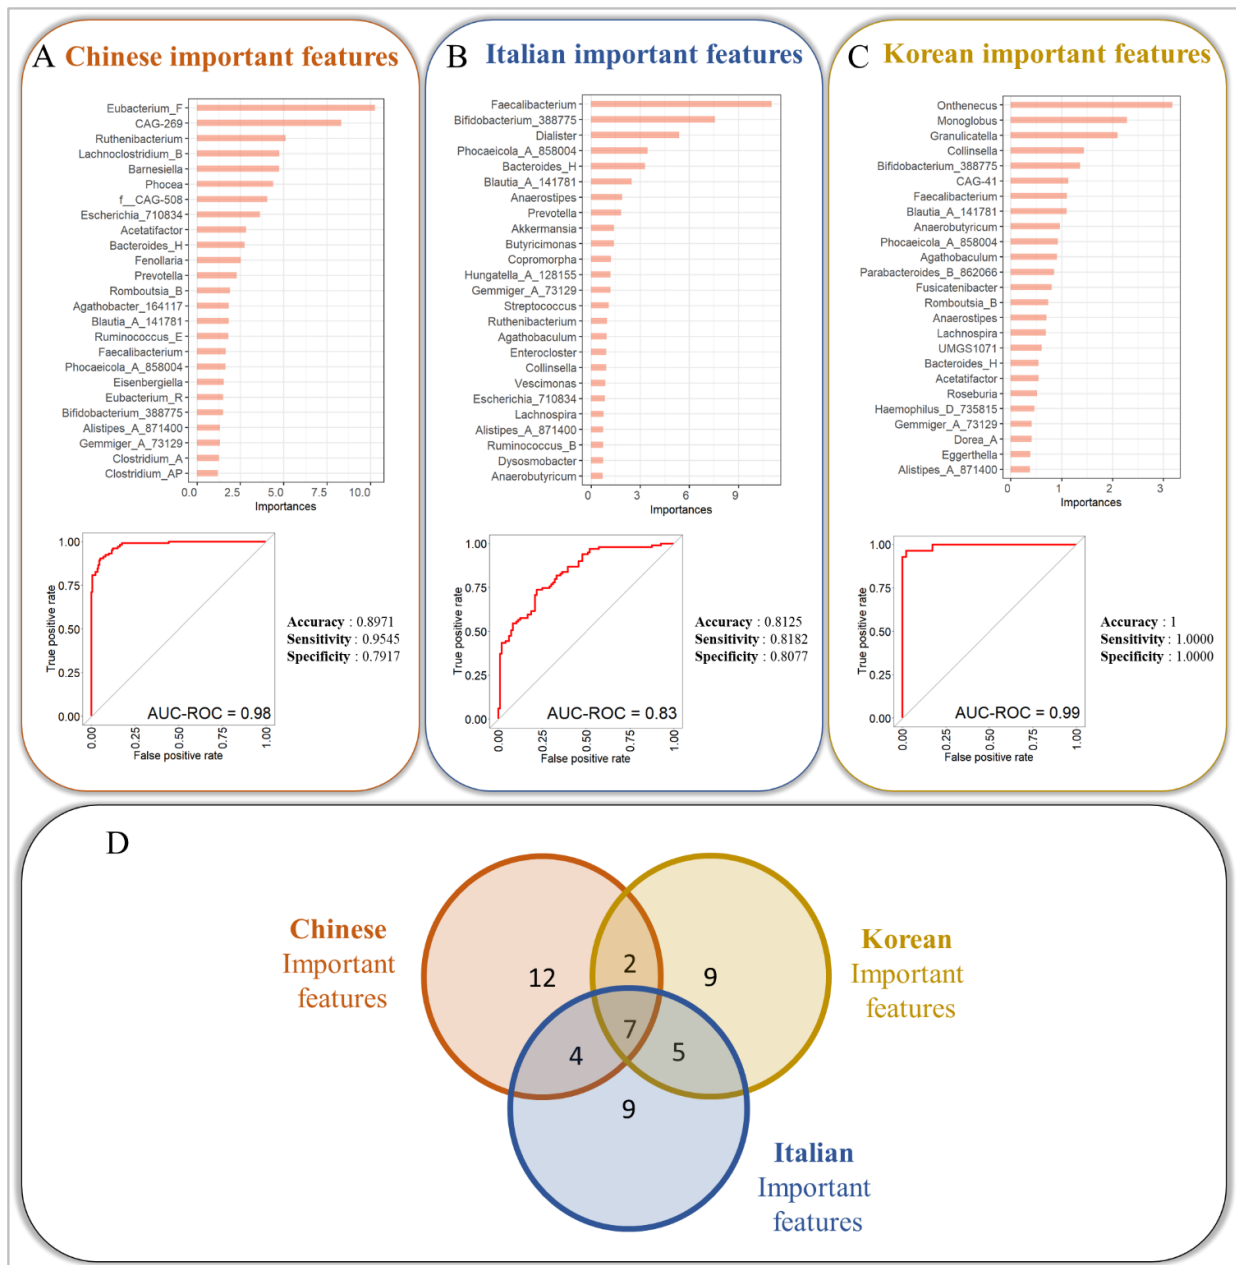 A Chinese important features
Eubacterium_F
CAG-269
Ruthenibacterium
Lachnoclostridium_B
Barnesiella
Phocea
f__CAG-508
Escherichia_710834
Acetatifactor
Bacteroides_H
Fenollaria
Prevotella
Romboutsia_B
Agathobacter_164117
Blautia_A_141781
Ruminococcus_E
Faecalibacterium
Phocaeicola_A_858004
Eisenbergiella
Eubacterium_R
Bifidobacterium_388775
Alistipes_A_871400
Gemmiger_A_73129
Clostridium_A
Clostridium_AP
0.0 2.5 5.0 7.5 10.0
Importances
True positive rate
1.00
0.75
0.50
0.25
0.00
AUC-ROC = 0.98
0.00 0.25 0.50 0.75 1.00
False positive rate
Accuracy : 0.8971
Sensitivity : 0.9545
Specificity : 0.7917
B Italian important features
Faecalibacterium
Bifidobacterium_388775
Dialister
Phocaeicola_A_858004
Bacteroides_H
Blautia_A_141781
Anaerostipes
Prevotella
Akkermansia
Butyricimonas
Copromorpha
Hungatella_A_128155
Gemmiger_A_73129
Streptococcus
Ruthenibacterium
Agathobaculum
Enterocloster
Collinsella
Vescimonas
Escherichia_710834
Lachnospira
Alistipes_A_871400
Ruminococcus_B
Dysosmobacter
Anaerobutyricum
0 3 6 9
Importances
True positive rate
1.00
0.75
0.50
0.25
0.00
AUC-ROC = 0.83
0.00 0.25 0.50 0.75 1.00
False positive rate
Accuracy : 0.8125
Sensitivity : 0.8182
Specificity : 0.8077
C Korean important features
Onthenecus
Monoglobus
Granulicatella
Collinsella
Bifidobacterium_388775
CAG-41
Faecalibacterium
Blautia_A_141781
Anaerobutyricum
Phocaeicola_A_858004
Agathobaculum
Parabacteroides_B_862066
Fusicatenibacter
Romboutsia_B
Anaerostipes
Lachnospira
UMGS1071
Bacteroides_H
Acetatifactor
Roseburia
Haemophilus_D_735815
Gemmiger_A_73129
Dorea_A
Eggerthella
Alistipes_A_871400
0 1 2 3
Importances
True positive rate
1.00
0.75
0.50
0.25
0.00
AUC-ROC = 0.99
0.00 0.25 0.50 0.75 1.00
False positive rate
Accuracy : 1
Sensitivity : 1.0000
Specificity : 1.0000
D
Chinese
Important
features
Korean
Important
features
12
2
9
7
4
5
9
Italian
Important
features